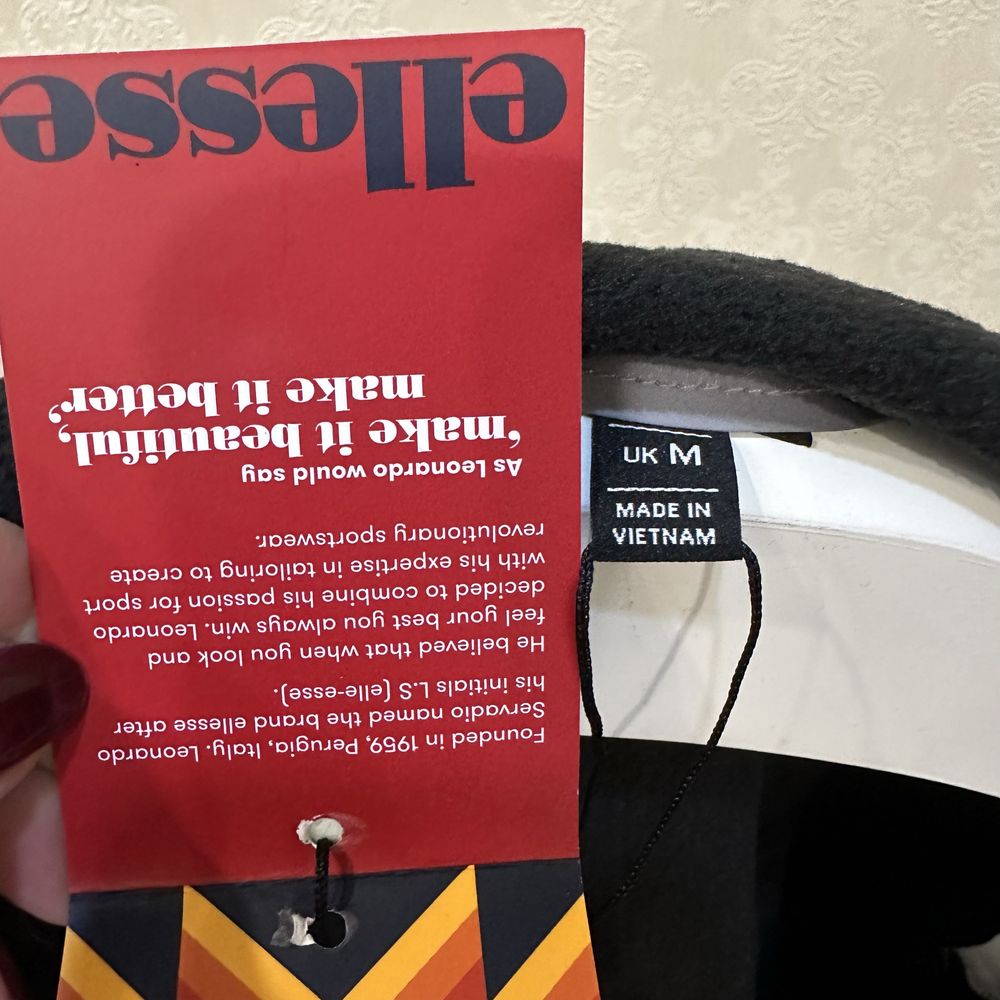 ellesse
Founded in 1959, Perugia, Italy. Leonardo
Servadio named the brand ellesse after
his initials L.S (elle-esse).
He believed that when you look and
feel your best you always win. Leonardo
decided to combine his passion for sport
with his expertise in tailoring to create
revolutionary sportswear.
As Leonardo would say
‘make it beautiful,
make it better’
UK M
MADE IN
VIETNAM